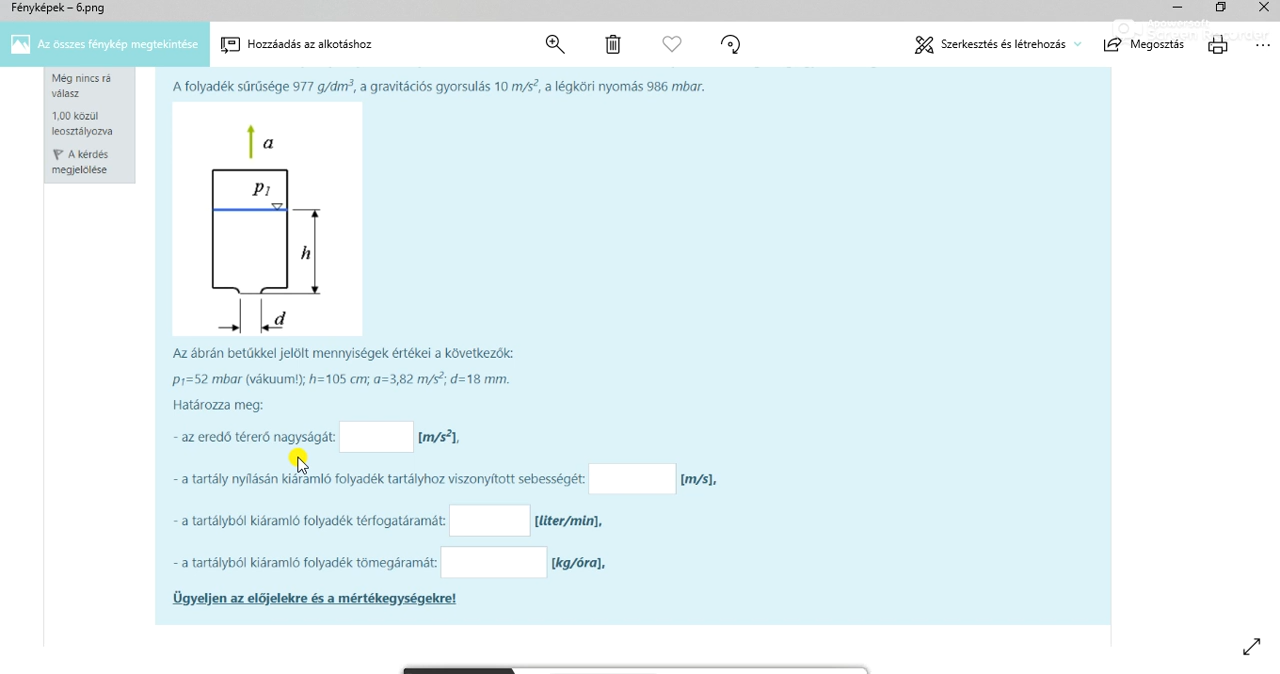 Fényképek – 6.png
Az összes fénykép megtekintése
Hozzáadás az alkotáshoz
Szerkesztés és létrehozás
Megosztás
Screen Recorder
Még nincs rá
válasz
1,00 közül
leosztályozva
A kérdés
megjelölése
A folyadék sűrűsége 977 g/dm³, a gravitációs gyorsulás 10 m/s², a légköri nyomás 986 mbar.
a
p₁
h
d
Az ábrán betűkkel jelölt mennyiségek értékei a következők:
p₁=52 mbar (vákuum!); h=105 cm; a=3,82 m/s²; d=18 mm.
Határozza meg:
- az eredő térerő nagyságát: [m/s²],
- a tartály nyílásán kiáramló folyadék tartályhoz viszonyított sebességét: [m/s],
- a tartályból kiáramló folyadék térfogatáramát: [liter/min],
- a tartályból kiáramló folyadék tömegáramát: [kg/óra],
Ügyeljen az előjelekre és a mértékegységekre!